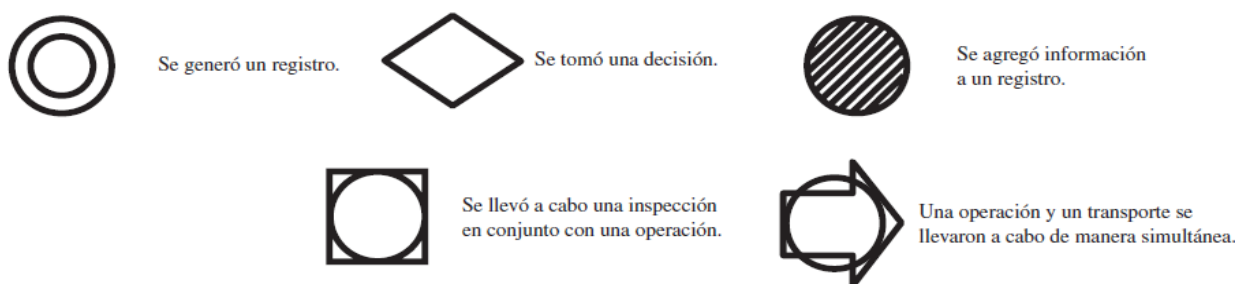 Se generó un registro.
Se tomó una decisión.
Se agregó información
a un registro.
Se llevó a cabo una inspección
en conjunto con una operación.
Una operación y un transporte se
llevaron a cabo de manera simultánea.